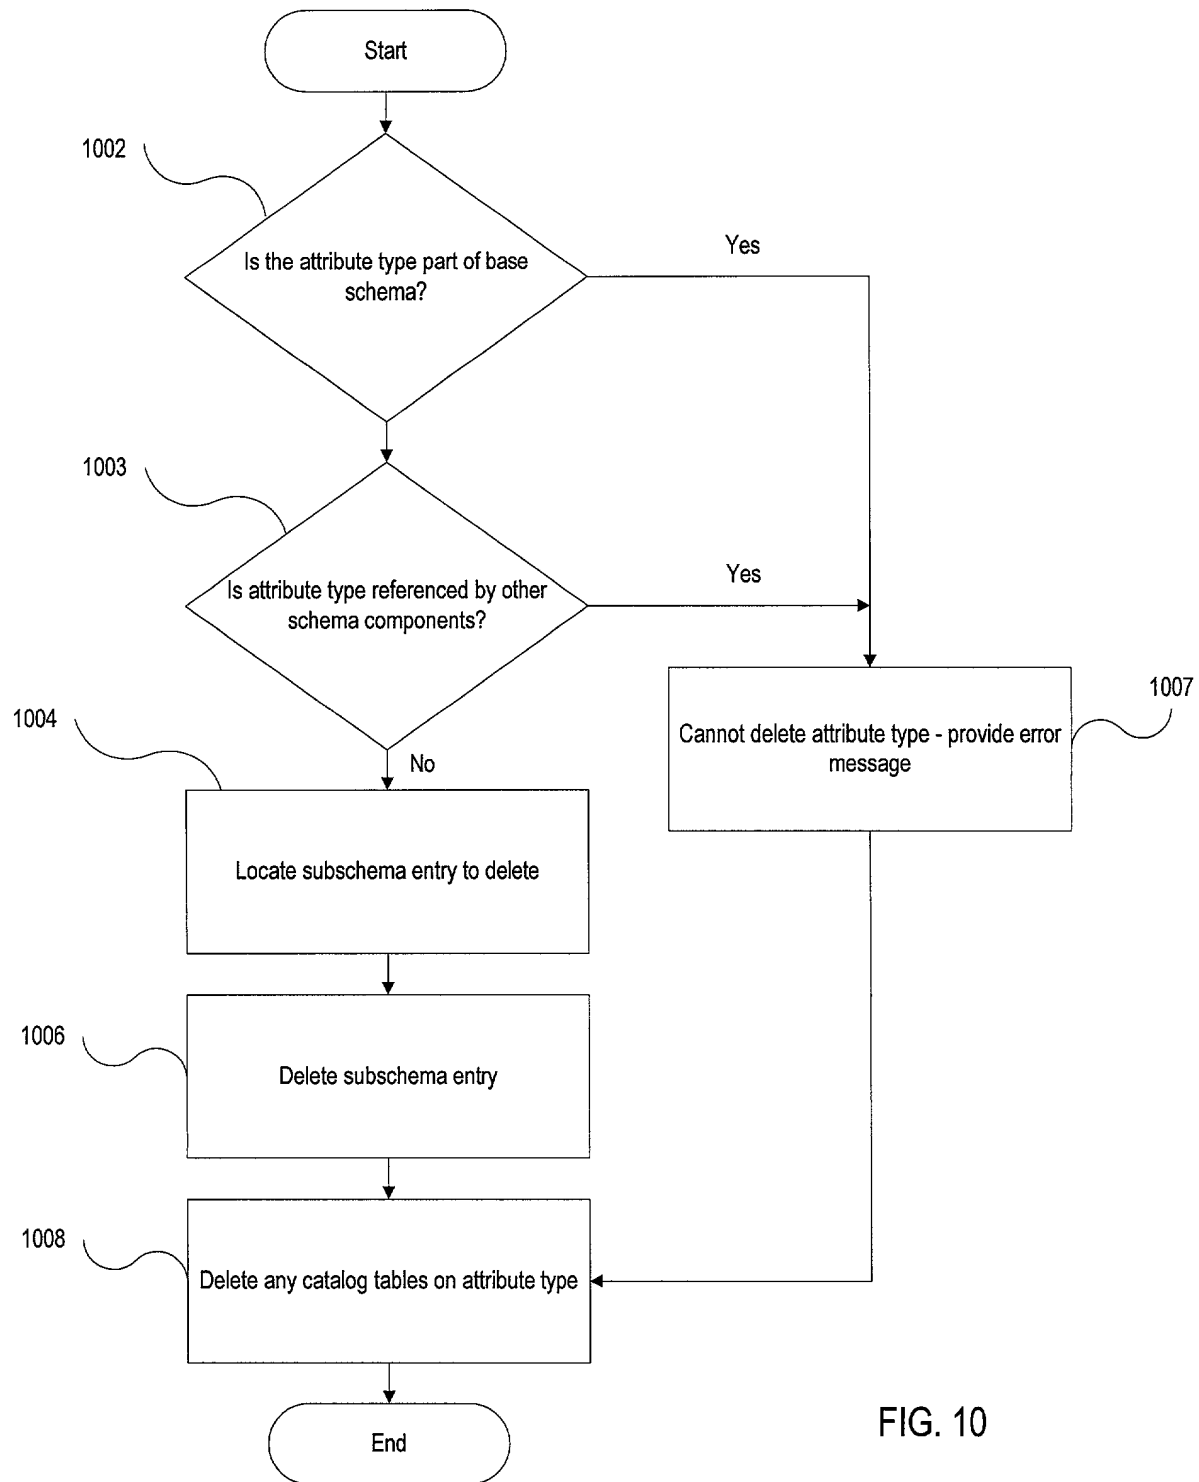 Start
1002
Is the attribute type part of base
schema?
Yes
1003
Is attribute type referenced by other
schema components?
Yes
1004
No
1007
Cannot delete attribute type - provide error
message
Locate subschema entry to delete
1006
Delete subschema entry
1008
Delete any catalog tables on attribute type
End
FIG. 10